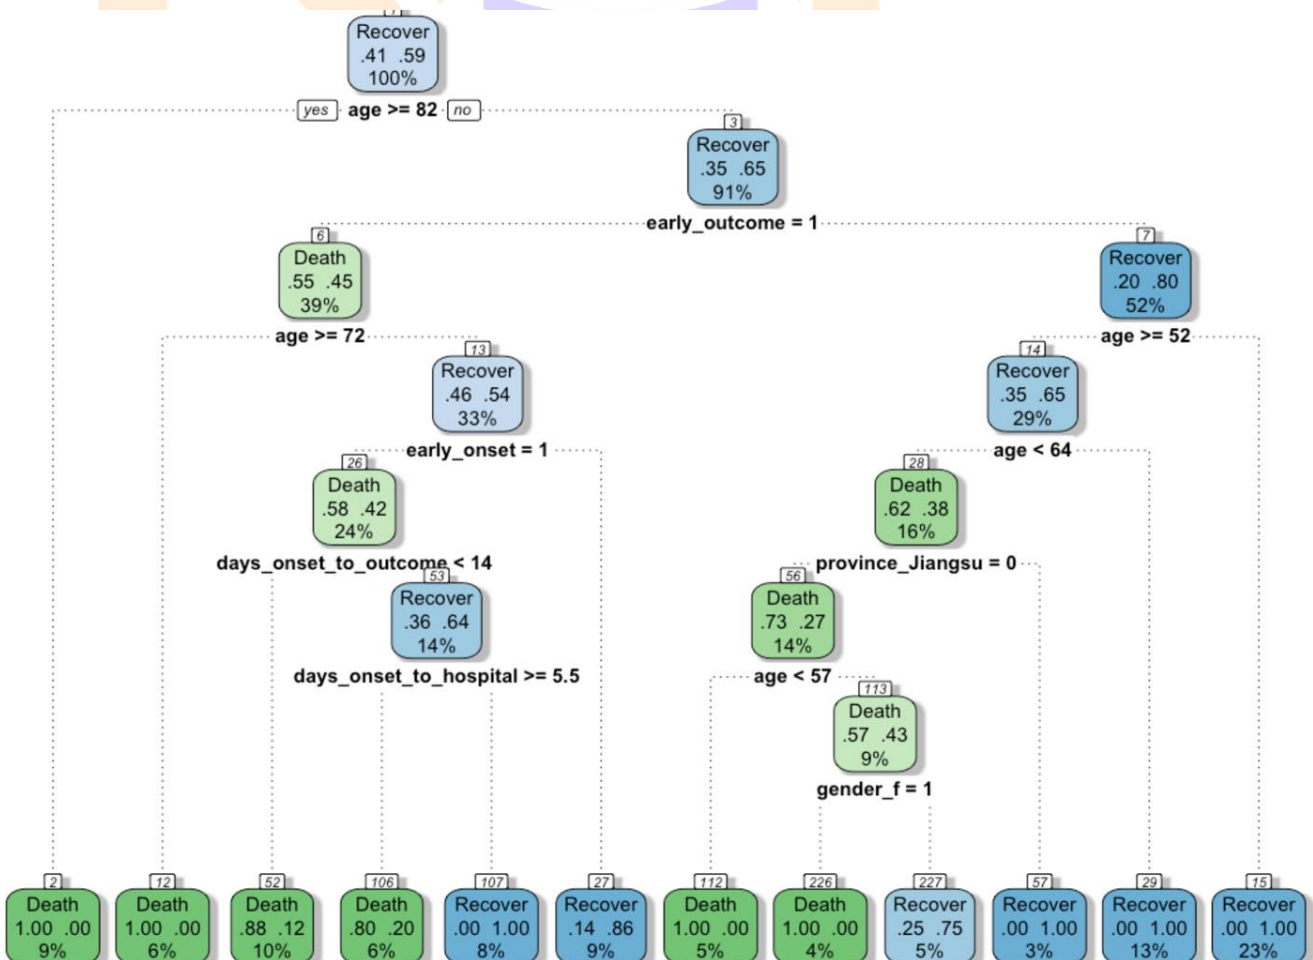 1
Recover
.41 .59
100%
yes age >= 82 no
3
Recover
.35 .65
91%
early_outcome = 1
6
Death
.55 .45
39%
age >= 72
7
Recover
.20 .80
52%
age >= 52
13
Recover
.46 .54
33%
early_onset = 1
14
Recover
.35 .65
29%
age < 64
26
Death
.58 .42
24%
days_onset_to_outcome < 14
28
Death
.62 .38
16%
province_Jiangsu = 0
53
Recover
.36 .64
14%
days_onset_to_hospital >= 5.5
56
Death
.73 .27
14%
age < 57
113
Death
.57 .43
9%
gender_f = 1
2
Death
1.00 .00
9%
12
Death
1.00 .00
6%
52
Death
.88 .12
10%
106
Death
.80 .20
6%
107
Recover
.00 1.00
8%
27
Recover
.14 .86
9%
112
Death
1.00 .00
5%
226
Death
1.00 .00
4%
227
Recover
.25 .75
5%
57
Recover
.00 1.00
3%
29
Recover
.00 1.00
13%
15
Recover
.00 1.00
23%